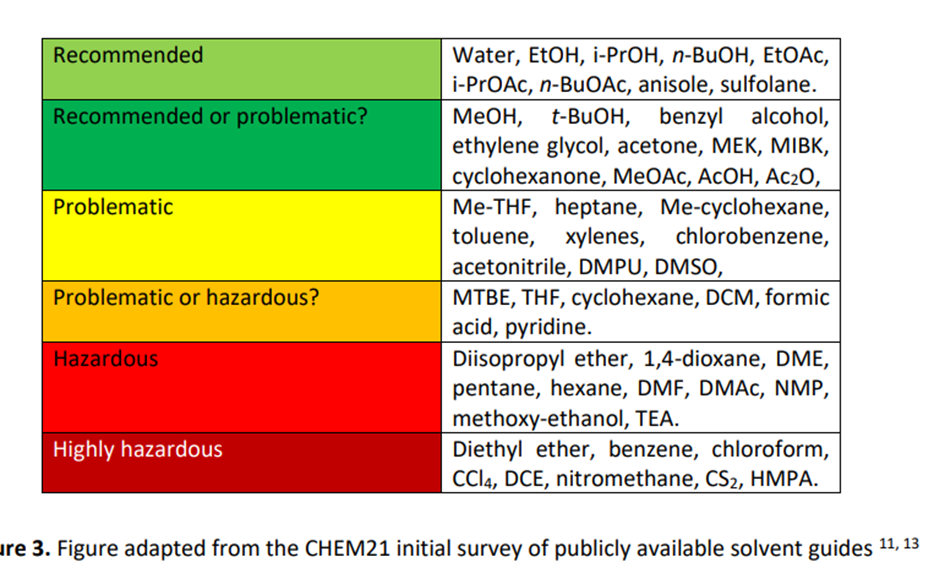 Recommended
Water, EtOH, i-PrOH, n-BuOH, EtOAc,
i-PrOAc, n-BuOAc, anisole, sulfolane.
Recommended or problematic?
MeOH, t-BuOH, benzyl alcohol,
ethylene glycol, acetone, MEK, MIBK,
cyclohexanone, MeOAc, AcOH, Ac₂O,
Problematic
Me-THF, heptane, Me-cyclohexane,
toluene, xylenes, chlorobenzene,
acetonitrile, DMPU, DMSO,
Problematic or hazardous?
MTBE, THF, cyclohexane, DCM, formic
acid, pyridine.
Hazardous
Diisopropyl ether, 1,4-dioxane, DME,
pentane, hexane, DMF, DMAc, NMP,
methoxy-ethanol, TEA.
Highly hazardous
Diethyl ether, benzene, chloroform,
CCl₄, DCE, nitromethane, CS₂, HMPA.
ure 3. Figure adapted from the CHEM21 initial survey of publicly available solvent guides ¹¹, ¹³